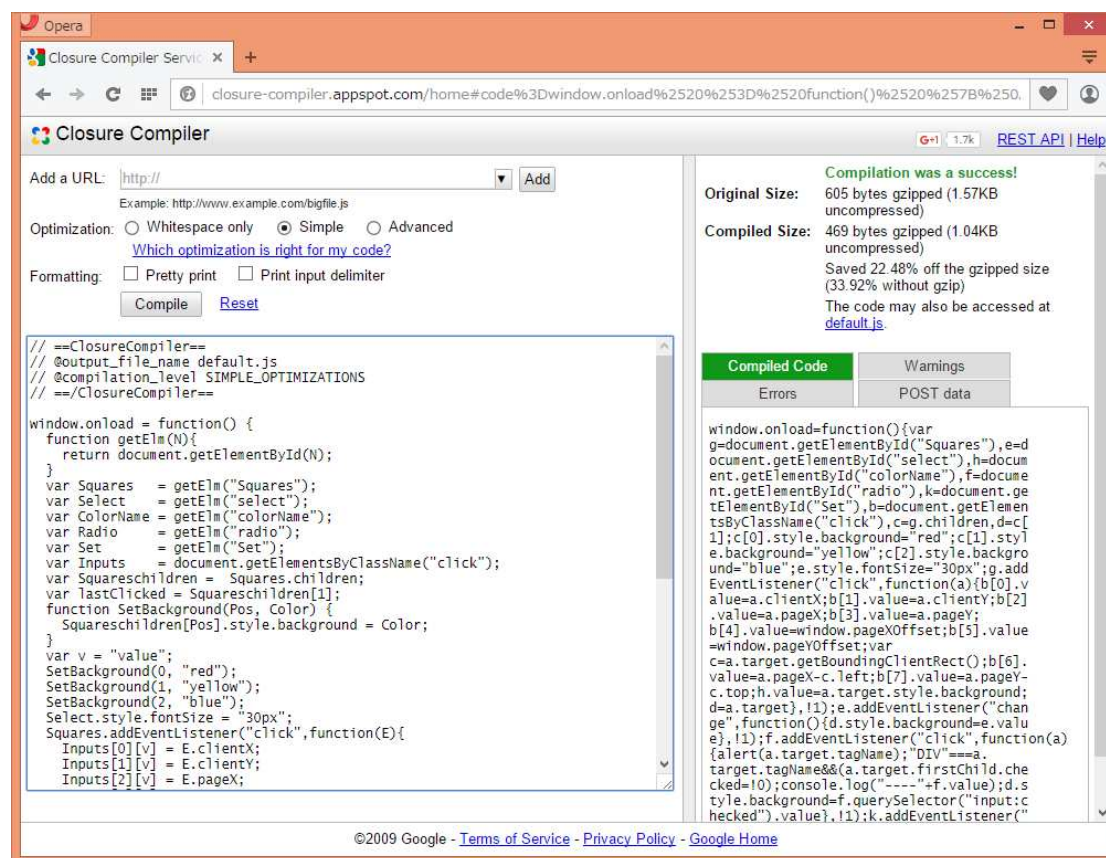 Opera
Closure Compiler Servic
closure-compiler.appspot.com/home#code%3Dwindow.onload%2520%253D%2520function()%2520%257B%250.
Closure Compiler
G+1 1.7k REST API | Help
Add a URL: http:// Add
Example: http://www.example.com/bigfile.js
Optimization: Whitespace only Simple Advanced
Which optimization is right for my code?
Formatting: Pretty print Print input delimiter
Compile Reset
// ==ClosureCompiler==
// @output_file_name default.js
// @compilation_level SIMPLE_OPTIMIZATIONS
// ==/ClosureCompiler==
window.onload = function() {
function getElm(N){
return document.getElementById(N);
}
var Squares = getElm("Squares");
var Select = getElm("select");
var ColorName = getElm("colorName");
var Radio = getElm("radio");
var Set = getElm("Set");
var Inputs = document.getElementsByClassName("click");
var Squareschildren = Squares.children;
var lastClicked = Squareschildren[1];
function SetBackground(Pos, Color) {
Squareschildren[Pos].style.background = Color;
}
var v = "value";
SetBackground(0, "red");
SetBackground(1, "yellow");
SetBackground(2, "blue");
Select.style.fontSize = "30px";
Squares.addEventListener("click",function(E){
Inputs[0][v] = E.clientX;
Inputs[1][v] = E.clientY;
Inputs[2][v] = E.pageX;
Compilation was a success!
Original Size: 605 bytes gzipped (1.57KB
uncompressed)
Compiled Size: 469 bytes gzipped (1.04KB
uncompressed)
Saved 22.48% off the gzipped size
(33.92% without gzip)
The code may also be accessed at
default.js.
Compiled Code Warnings
Errors POST data
window.onload=function(){var
g=document.getElementById("Squares"),e=d
ocument.getElementById("select"),h=docum
ent.getElementById("colorName"),f=docume
nt.getElementById("radio"),k=document.ge
tElementById("Set"),b=document.getElemen
tsByClassName("click"),c=g.children,d=c[
1];c[0].style.background="red";c[1].styl
e.background="yellow";c[2].style.backgro
und="blue";e.style.fontSize="30px";g.add
EventListener("click",function(a){b[0].v
alue=a.clientX;b[1].value=a.clientY;b[2]
.value=a.pageX;b[3].value=a.pageY;
b[4].value=window.pageXOffset;b[5].value
=window.pageYOffset;var
c=a.target.getBoundingClientRect();b[6].
value=a.pageX-c.left;b[7].value=a.pageY-
c.top;h.value=a.target.style.background;
d=a.target},!1);e.addEventListener("chan
ge",function(){d.style.background=e.valu
e},!1);f.addEventListener("click",function(a)
{alert(a.target.tagName);"DIV"===a.
target.tagName&&(a.target.firstChild.che
cked=!0);console.log("----"+f.value);d.s
tyle.background=f.querySelector("input:c
hecked").value},!1);k.addEventListener("
©2009 Google - Terms of Service - Privacy Policy - Google Home